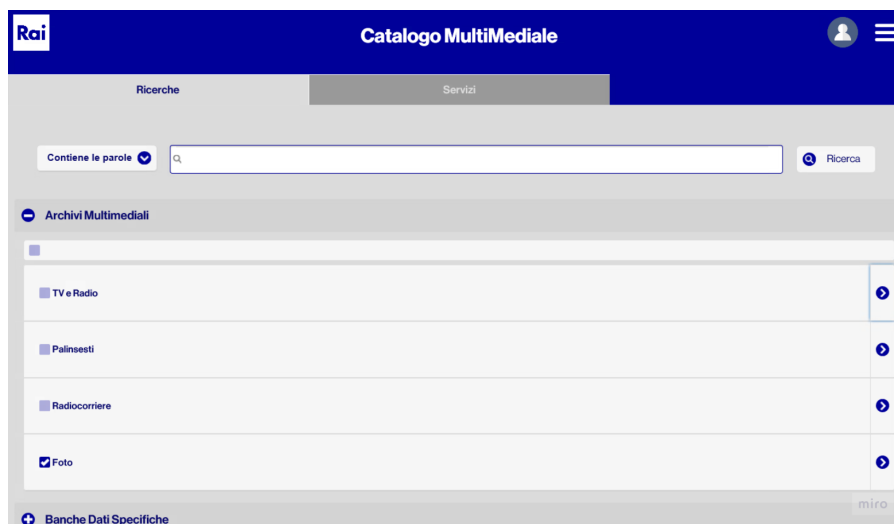 Rai
Catalogo MultiMediale
Ricerche
Servizi
Contiene le parole
Ricerca
Archivi Multimediali
TV e Radio
Palinsesti
Radiocorriere
Foto
miro
Banche Dati Specifiche